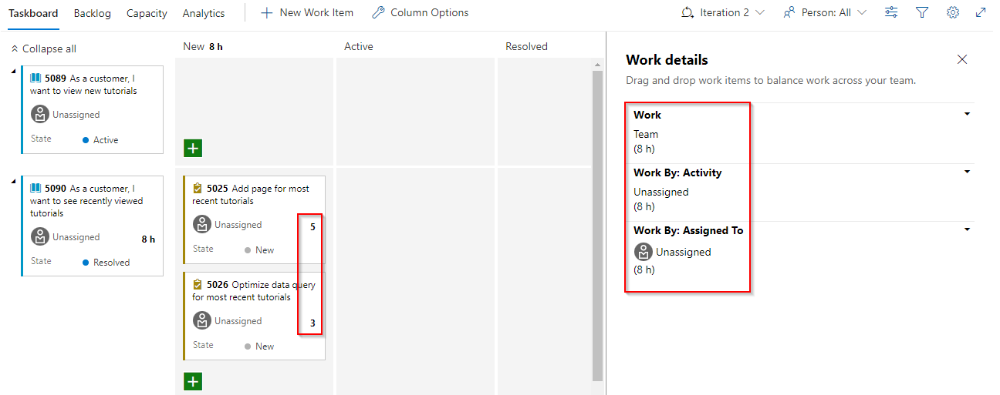 Taskboard Backlog Capacity Analytics New Work Item Column Options Iteration 2 Person: All
Collapse all
New 8 h Active Resolved
5089 As a customer, I
want to view new tutorials
Unassigned
State Active
5090 As a customer, I
want to see recently viewed
tutorials
Unassigned 8 h
State Resolved
5025 Add page for most
recent tutorials
Unassigned 5
State New
5026 Optimize data query
for most recent tutorials
Unassigned 3
State New
Work details
Drag and drop work items to balance work across your team.
Work
Team
(8 h)
Work By: Activity
Unassigned
(8 h)
Work By: Assigned To
Unassigned
(8 h)